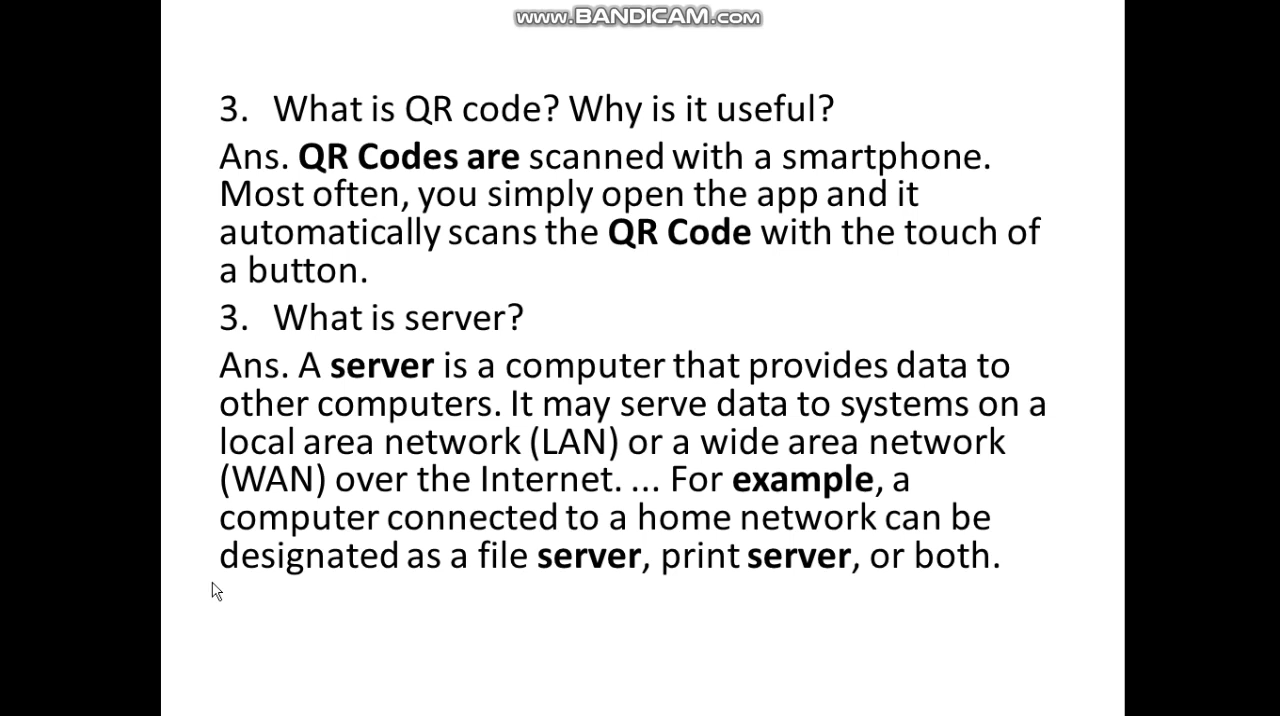 www.BANDICAM.com
3. What is QR code? Why is it useful?
Ans. QR Codes are scanned with a smartphone.
Most often, you simply open the app and it
automatically scans the QR Code with the touch of
a button.
3. What is server?
Ans. A server is a computer that provides data to
other computers. It may serve data to systems on a
local area network (LAN) or a wide area network
(WAN) over the Internet. ... For example, a
computer connected to a home network can be
designated as a file server, print server, or both.